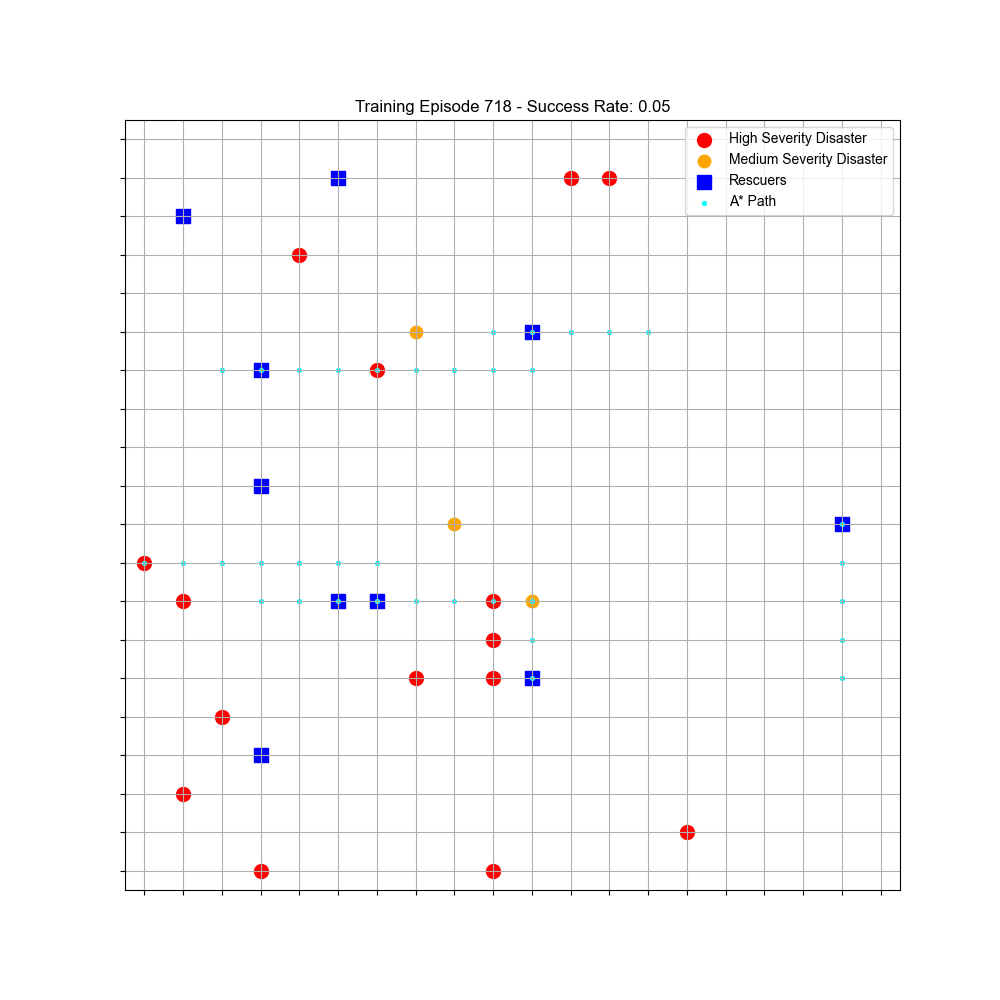 Training Episode 718 - Success Rate: 0.05
High Severity Disaster
Medium Severity Disaster
Rescuers
A* Path